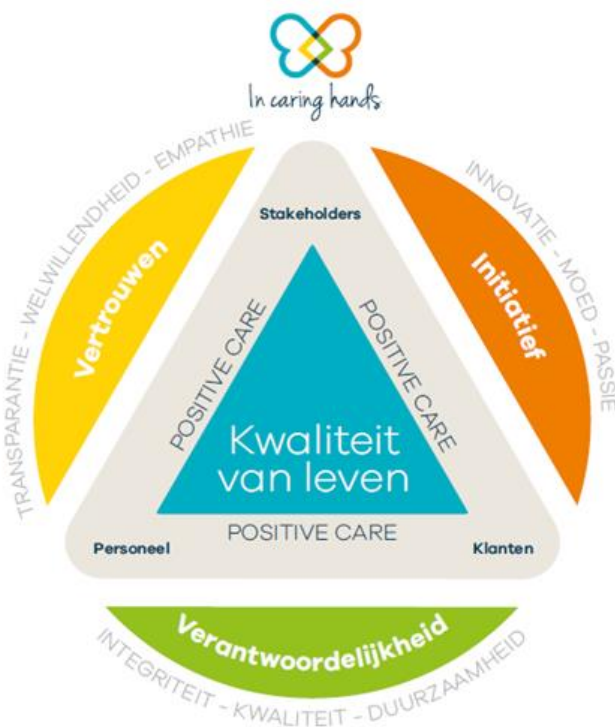 In caring hands
TRANSPARANTIE - WELWILLENDHEID - EMPATHIE
Vertrouwen
INNOVATIE - MOED - PASSIE
Initiatief
Stakeholders
POSITIVE CARE
POSITIVE CARE
Kwaliteit
van leven
POSITIVE CARE
Personeel
Klanten
Verantwoordelijkheid
INTEGRITEIT - KWALITEIT - DUURZAAMHEID